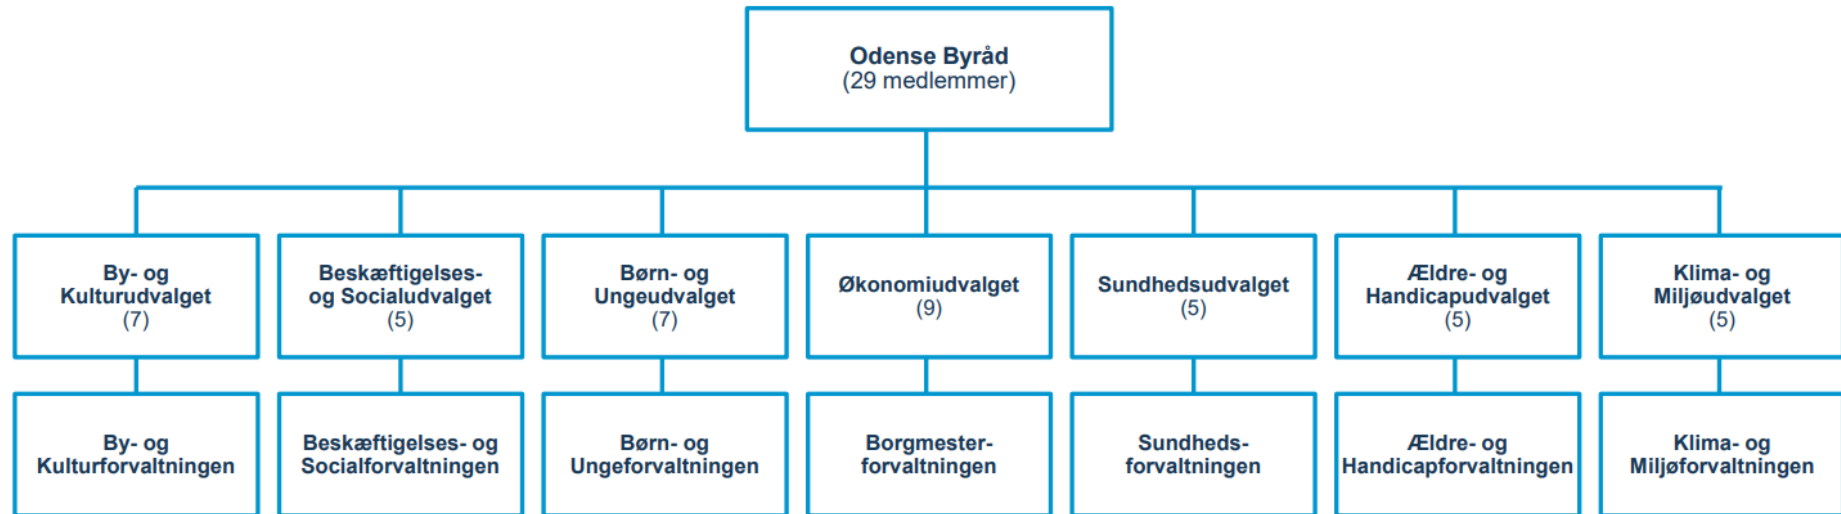 Odense Byråd
(29 medlemmer)
By- og
Kulturudvalget
(7)
Beskæftigelses-
og Socialudvalget
(5)
Børn- og
Ungeudvalget
(7)
Økonomiudvalget
(9)
Sundhedsudvalget
(5)
Ældre- og
Handicapudvalget
(5)
Klima- og
Miljøudvalget
(5)
By- og
Kulturforvaltningen
Beskæftigelses- og
Socialforvaltningen
Børn- og
Ungeforvaltningen
Borgmester-
forvaltningen
Sundheds-
forvaltningen
Ældre- og
Handicapforvaltningen
Klima- og
Miljøforvaltningen